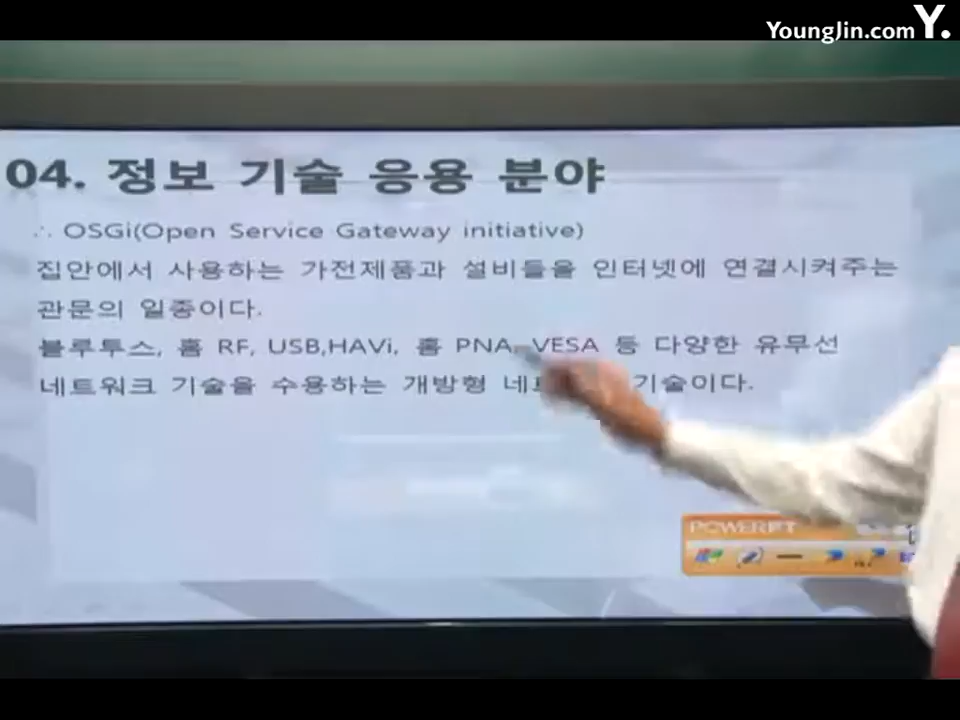 YoungJin.com Y.
04. 정보 기술 응용 분야
∴ OSGi(Open Service Gateway initiative)
집안에서 사용하는 가전제품과 설비들을 인터넷에 연결시켜주는
관문의 일종이다.
블루투스, 홈 RF, USB,HAVi, 홈 PNA, VESA 등 다양한 유무선
네트워크 기술을 수용하는 개방형 기술이다.